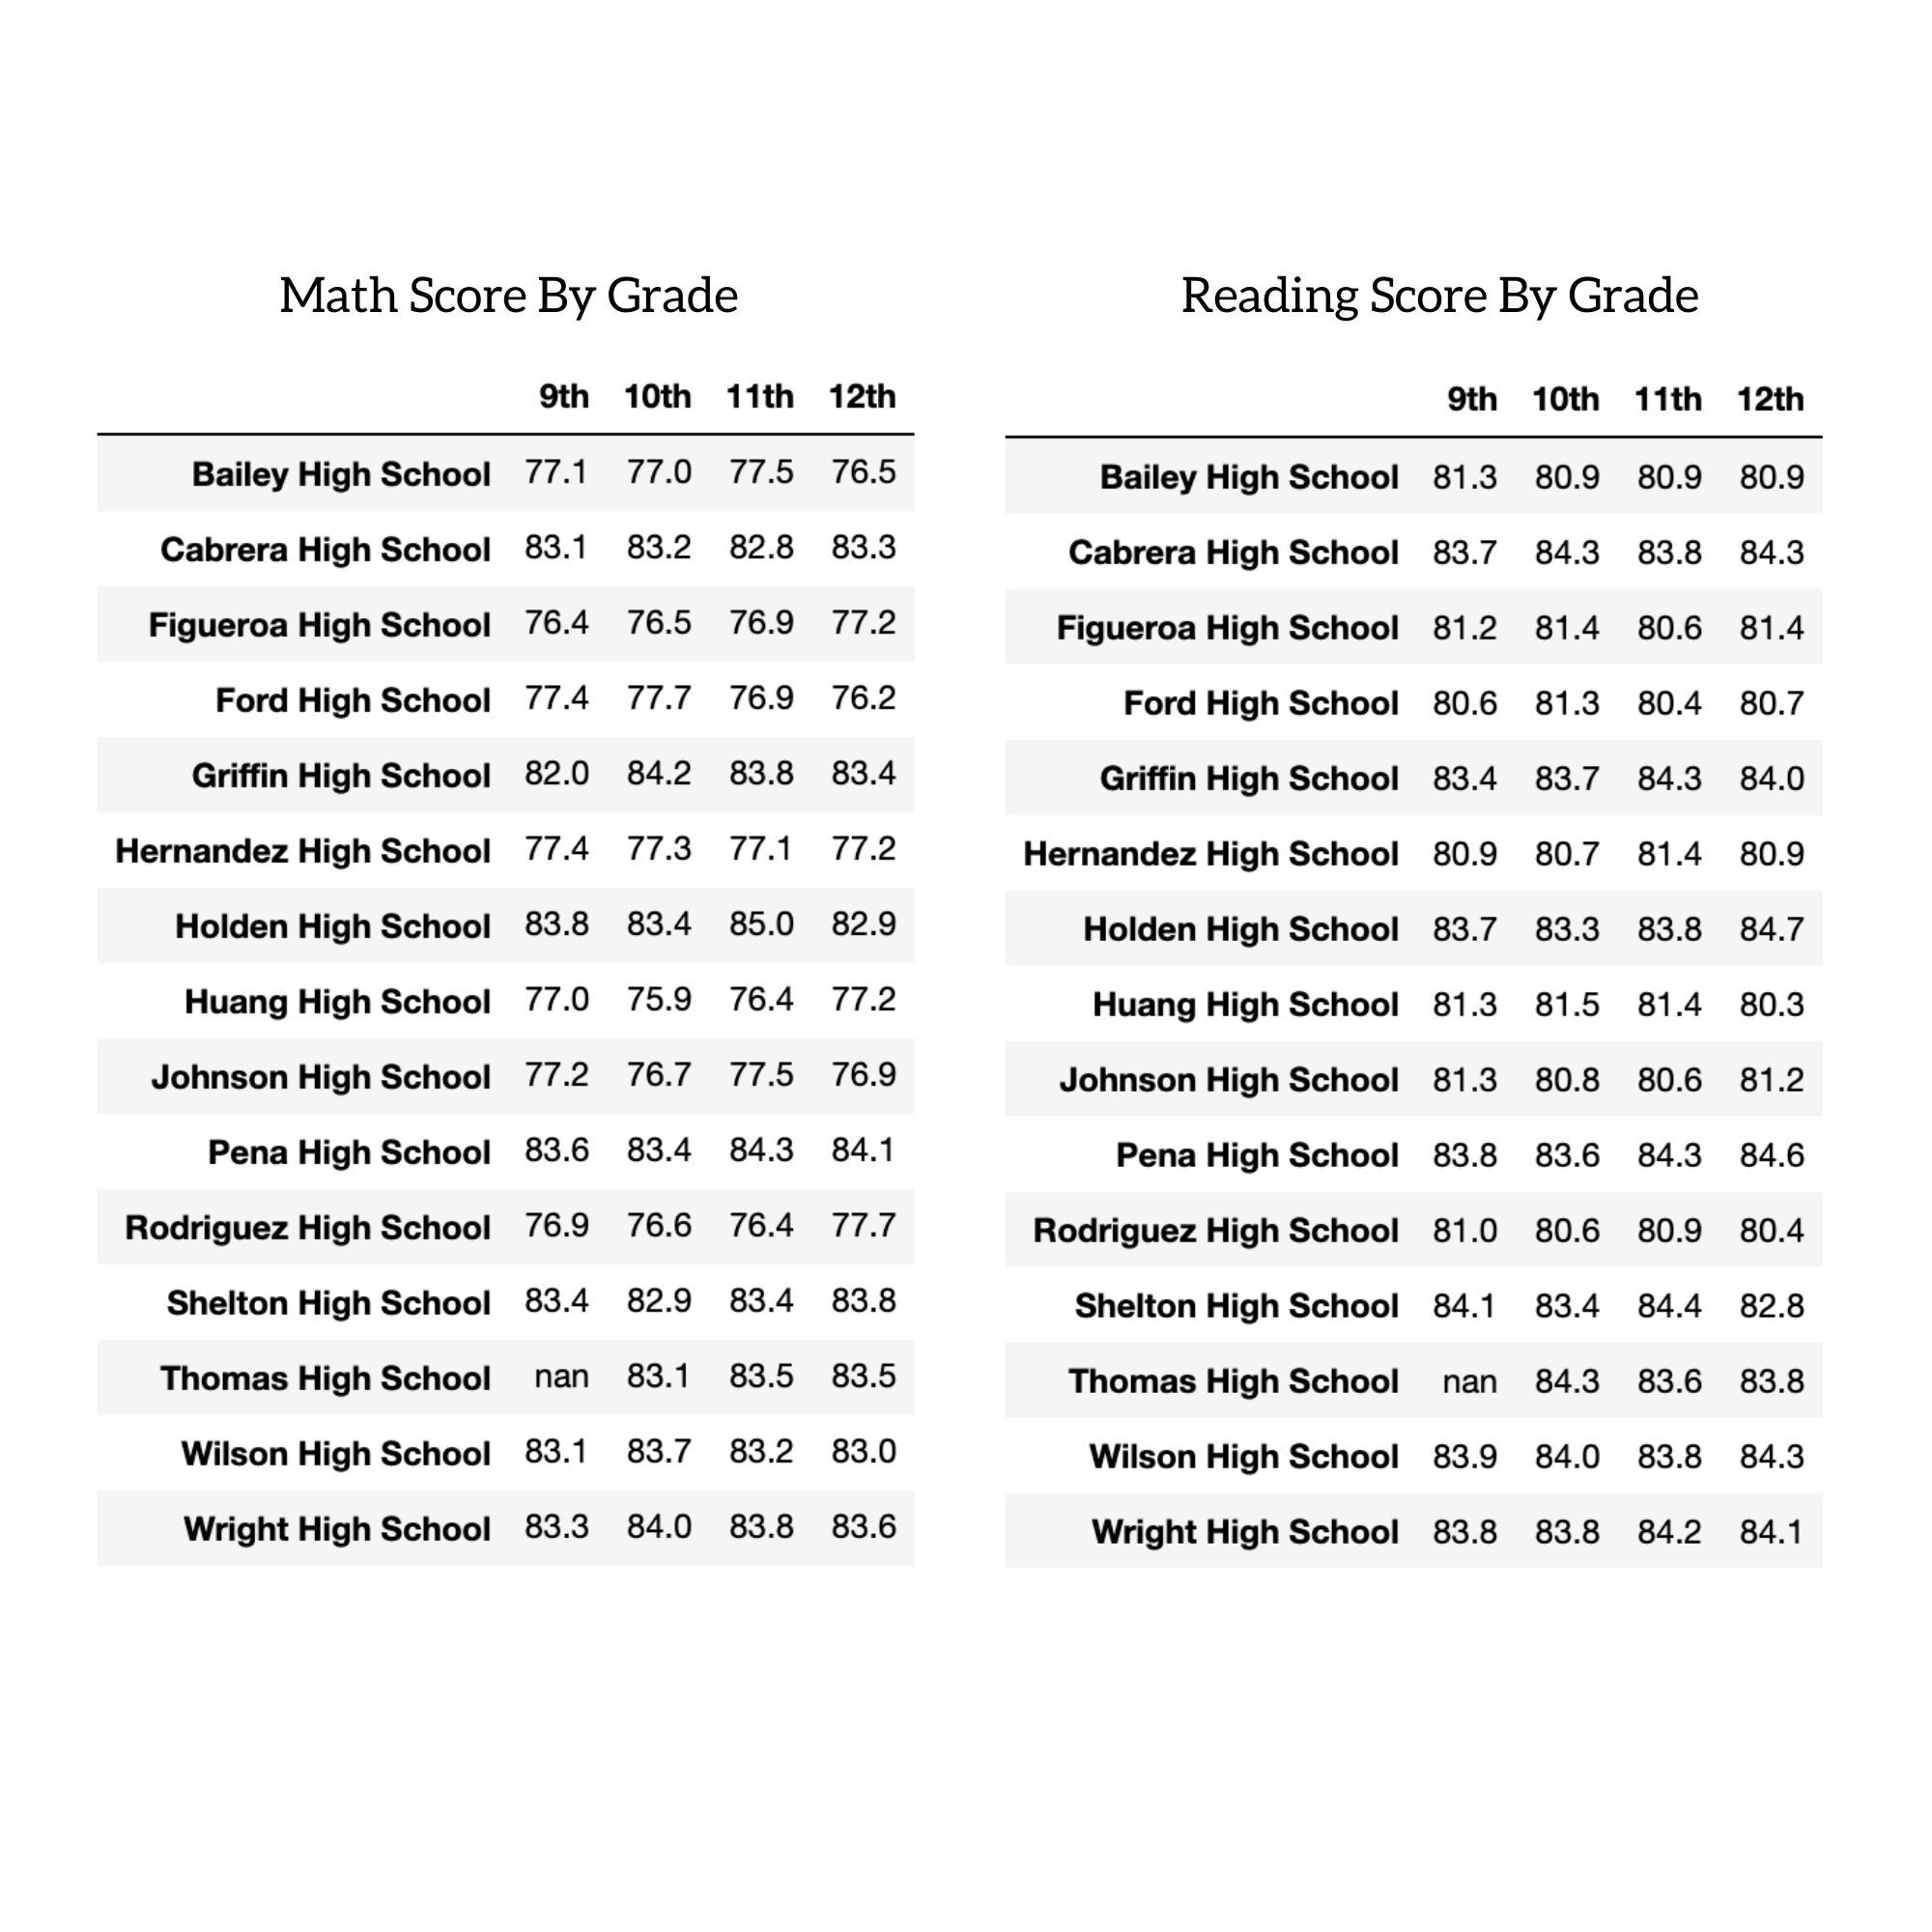 Math Score By Grade
9th 10th 11th 12th
Bailey High School 77.1 77.0 77.5 76.5
Cabrera High School 83.1 83.2 82.8 83.3
Figueroa High School 76.4 76.5 76.9 77.2
Ford High School 77.4 77.7 76.9 76.2
Griffin High School 82.0 84.2 83.8 83.4
Hernandez High School 77.4 77.3 77.1 77.2
Holden High School 83.8 83.4 85.0 82.9
Huang High School 77.0 75.9 76.4 77.2
Johnson High School 77.2 76.7 77.5 76.9
Pena High School 83.6 83.4 84.3 84.1
Rodriguez High School 76.9 76.6 76.4 77.7
Shelton High School 83.4 82.9 83.4 83.8
Thomas High School nan 83.1 83.5 83.5
Wilson High School 83.1 83.7 83.2 83.0
Wright High School 83.3 84.0 83.8 83.6
Reading Score By Grade
9th 10th 11th 12th
Bailey High School 81.3 80.9 80.9 80.9
Cabrera High School 83.7 84.3 83.8 84.3
Figueroa High School 81.2 81.4 80.6 81.4
Ford High School 80.6 81.3 80.4 80.7
Griffin High School 83.4 83.7 84.3 84.0
Hernandez High School 80.9 80.7 81.4 80.9
Holden High School 83.7 83.3 83.8 84.7
Huang High School 81.3 81.5 81.4 80.3
Johnson High School 81.3 80.8 80.6 81.2
Pena High School 83.8 83.6 84.3 84.6
Rodriguez High School 81.0 80.6 80.9 80.4
Shelton High School 84.1 83.4 84.4 82.8
Thomas High School nan 84.3 83.6 83.8
Wilson High School 83.9 84.0 83.8 84.3
Wright High School 83.8 83.8 84.2 84.1